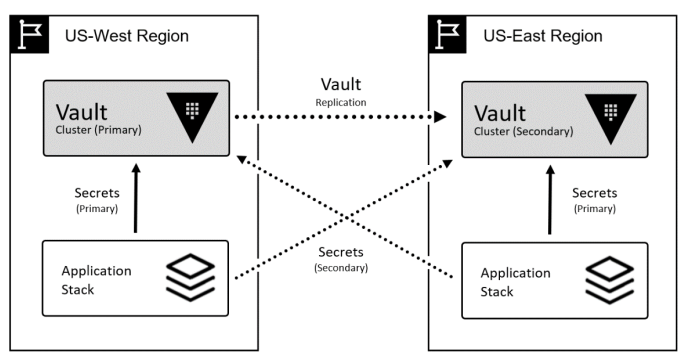 US-West Region
US-East Region
Vault
Replication
Vault
Cluster (Primary)
Vault
Cluster (Secondary)
Secrets
(Primary)
Secrets
(Primary)
Secrets
(Secondary)
Application
Stack
Application
Stack